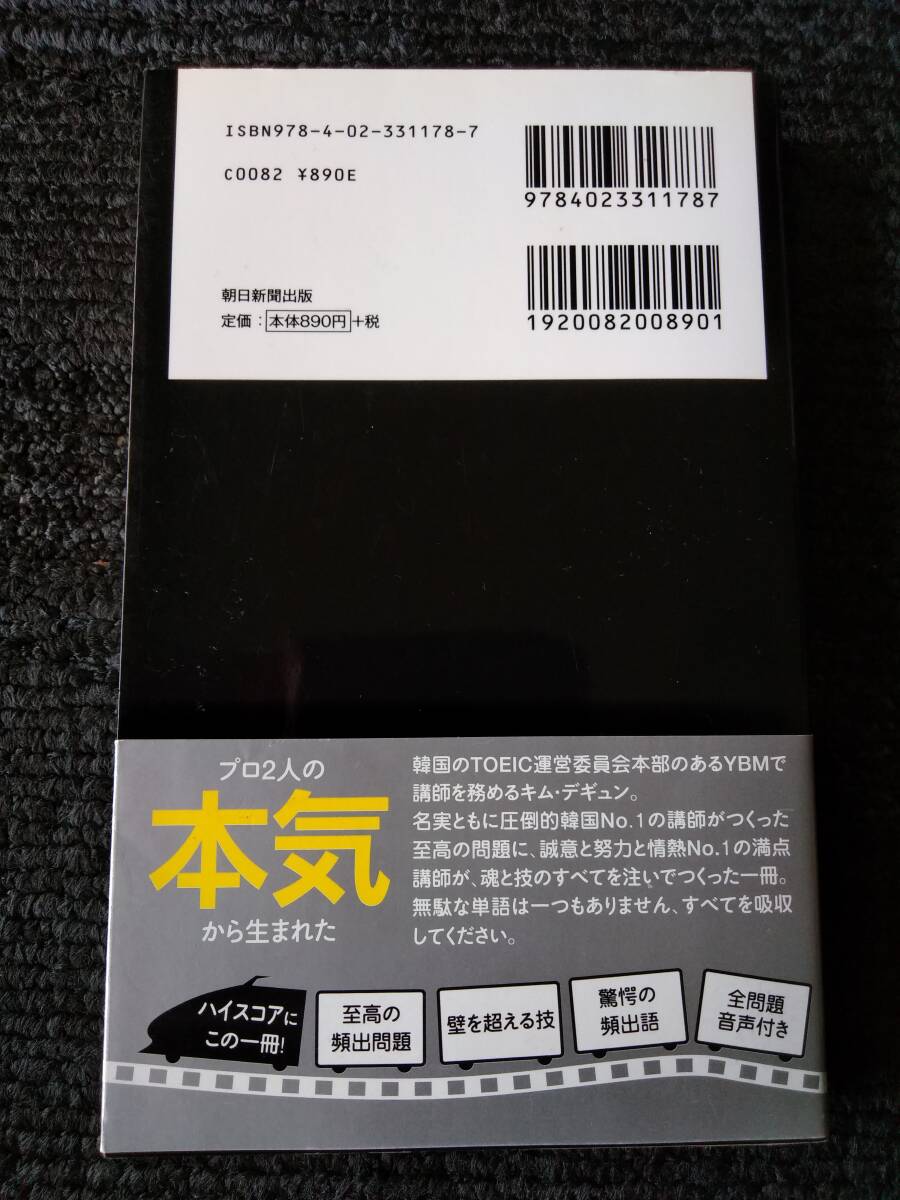 ISBN978-4-02-331178-7
C0082 ¥890E
9784023311787
朝日新聞出版
定価：本体890円+税
1920082008901
プロ2人の
本気
から生まれた
韓国のTOEIC運営委員会本部のあるYBMで
講師を務めるキム・デギュン。
名実ともに圧倒的韓国No.1の講師がつくった
至高の問題に、誠意と努力と情熱No.1の満点
講師が、魂と技のすべてを注いでつくった一冊。
無駄な単語は一つもありません、すべてを吸収
してください。
ハイスコアに
この一冊!
至高の
頻出問題
壁を超える技
驚愕の
頻出語
全問題
音声付き